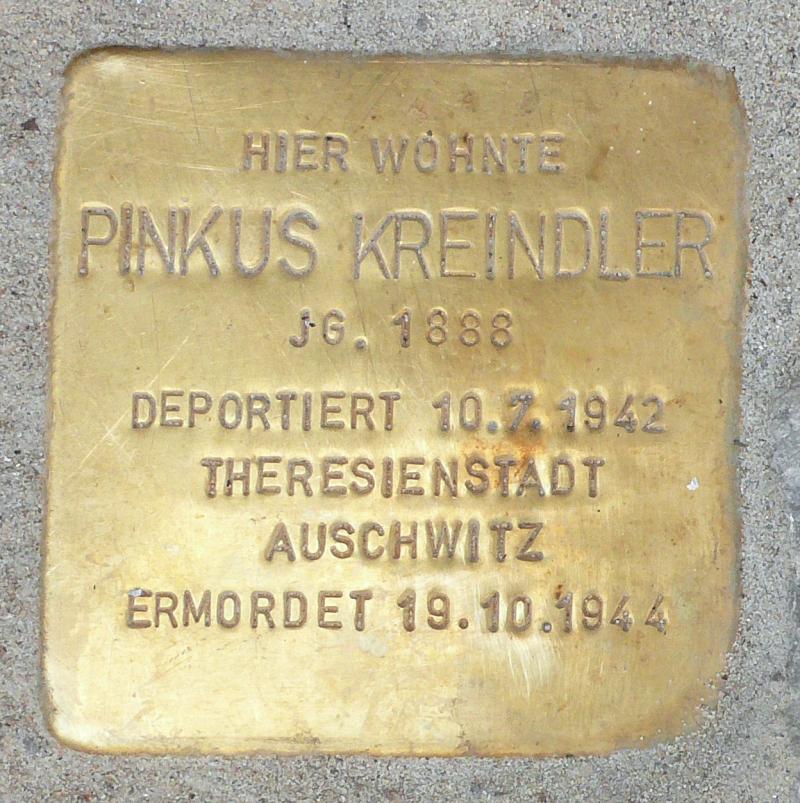 HIER WOHNTE
PINKUS KREINDLER
JG. 1888
DEPORTIERT 10.7.1942
THERESIENSTADT
AUSCHWITZ
ERMORDET 19.10.1944